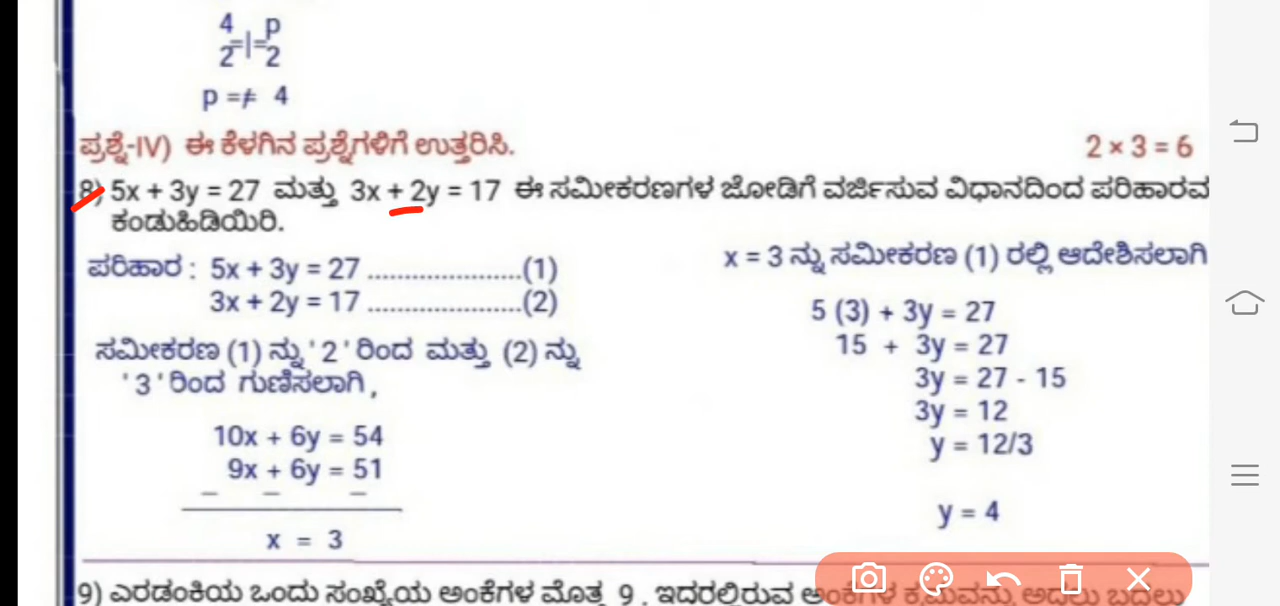 4/2 =|= p/2
p =≠ 4
ಪ್ರಶ್ನೆ-IV) ಈ ಕೆಳಗಿನ ಪ್ರಶ್ನೆಗಳಿಗೆ ಉತ್ತರಿಸಿ. 2 × 3 = 6
8) 5x + 3y = 27 ಮತ್ತು 3x + 2y = 17 ಈ ಸಮೀಕರಣಗಳ ಜೋಡಿಗೆ ವರ್ಜಿಸುವ ವಿಧಾನದಿಂದ ಪರಿಹಾರವ
ಕಂಡುಹಿಡಿಯಿರಿ.
ಪರಿಹಾರ : 5x + 3y = 27 ......................(1)
3x + 2y = 17 ......................(2)
ಸಮೀಕರಣ (1) ನ್ನು ' 2 ' ರಿಂದ ಮತ್ತು (2) ನ್ನು
' 3 ' ರಿಂದ ಗುಣಿಸಲಾಗಿ ,
10x + 6y = 54
9x + 6y = 51
– – –
x = 3
x = 3 ನ್ನು ಸಮೀಕರಣ (1) ರಲ್ಲಿ ಆದೇಶಿಸಲಾಗಿ
5 (3) + 3y = 27
15 + 3y = 27
3y = 27 - 15
3y = 12
y = 12/3
y = 4
9) ಎರಡಂಕಿಯ ಒಂದು ಸಂಖ್ಯೆಯ ಅಂಕೆಗಳ ಮೊತ್ತ 9 . ಇದರಲ್ಲಿರುವ ಅಂಕೆಗಳ ಕ್ರಮವನ್ನು ಅದಲು ಬದಲು